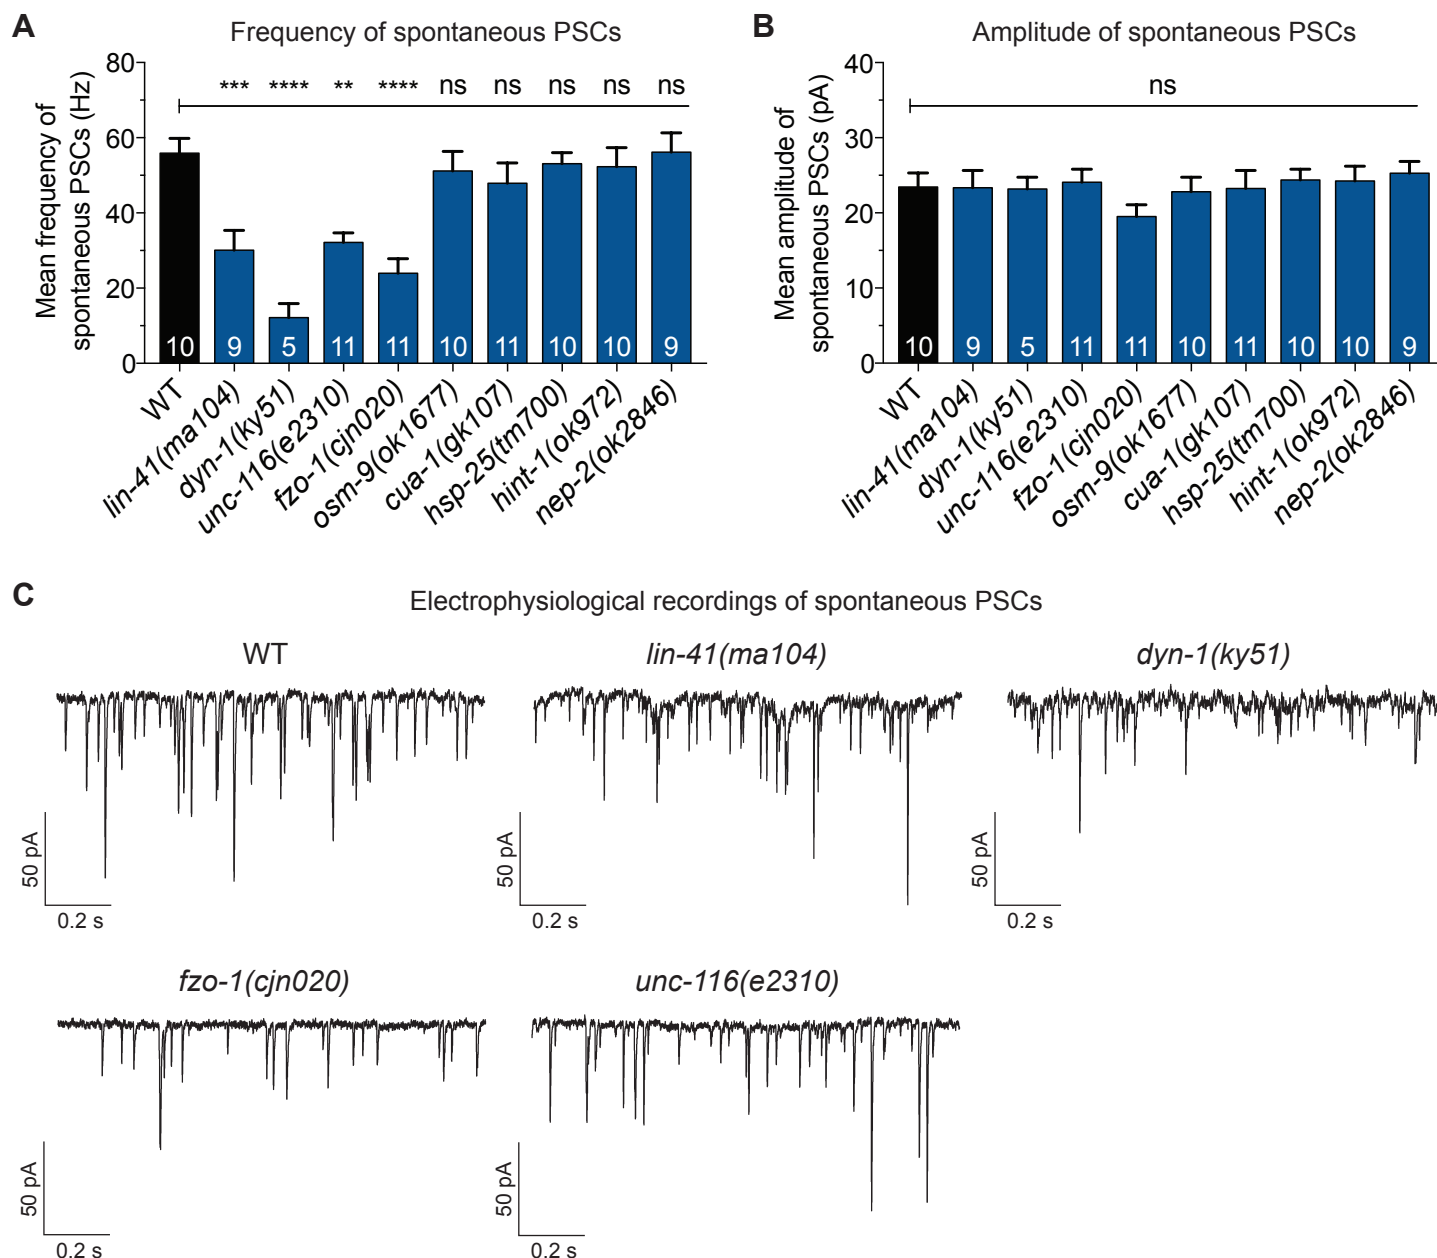 A
Frequency of spontaneous PSCs
Mean frequency of
spontaneous PSCs (Hz)
80
60
40
20
0
*** **** ** **** ns ns ns ns ns
10 9 5 11 11 10 11 10 10 9
WT
lin-41(ma104)
dyn-1(ky51)
unc-116(e2310)
fzo-1(cjn020)
osm-9(ok1677)
cua-1(gk107)
hsp-25(tm700)
hint-1(ok972)
nep-2(ok2846)
B
Amplitude of spontaneous PSCs
Mean amplitude of
spontaneous PSCs (pA)
40
30
20
10
0
ns
10 9 5 11 11 10 11 10 10 9
WT
lin-41(ma104)
dyn-1(ky51)
unc-116(e2310)
fzo-1(cjn020)
osm-9(ok1677)
cua-1(gk107)
hsp-25(tm700)
hint-1(ok972)
nep-2(ok2846)
C
Electrophysiological recordings of spontaneous PSCs
WT
50 pA
0.2 s
lin-41(ma104)
50 pA
0.2 s
dyn-1(ky51)
50 pA
0.2 s
fzo-1(cjn020)
50 pA
0.2 s
unc-116(e2310)
50 pA
0.2 s